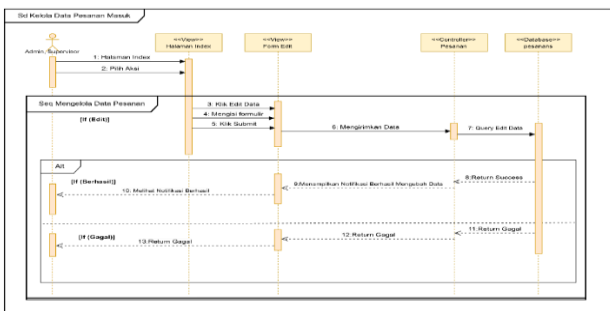 Sd Kelola Data Pesanan Masuk
Admin, Supervisor
<<View>>
Halaman Index
<<View>>
Form Edit
<<Controller>>
Pesanan
<<Database>>
pesanans
1: Halaman Index
2: Pilih Aksi
Seq Mengelola Data Pesanan
[If (Edit)]
3: Klik Edit Data
4: Mengisi formulir
5: Klik Submit
6: Mengirimkan Data
7: Query Edit Data
Alt
[If (Berhasil)]
8:Return Success
9:Menampilkan Notifikasi Berhasil Mengubah Data
10: Melihat Notifikasi Berhasil
[If (Gagal)]
11:Return Gagal
12:Return Gagal
13:Return Gagal